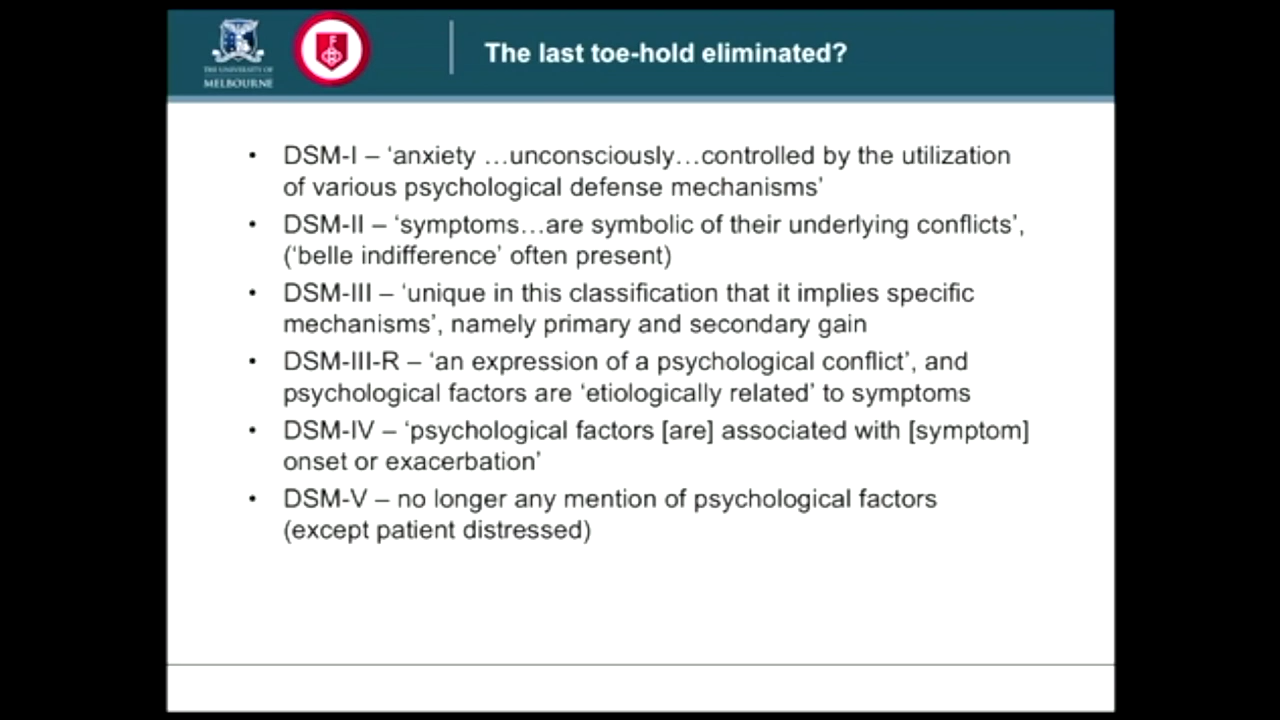 THE UNIVERSITY OF
MELBOURNE
The last toe-hold eliminated?
• DSM-I – ‘anxiety …unconsciously…controlled by the utilization
of various psychological defense mechanisms’
• DSM-II – ‘symptoms…are symbolic of their underlying conflicts’,
(‘belle indifference’ often present)
• DSM-III – ‘unique in this classification that it implies specific
mechanisms’, namely primary and secondary gain
• DSM-III-R – ‘an expression of a psychological conflict’, and
psychological factors are ‘etiologically related’ to symptoms
• DSM-IV – ‘psychological factors [are] associated with [symptom]
onset or exacerbation’
• DSM-V – no longer any mention of psychological factors
(except patient distressed)